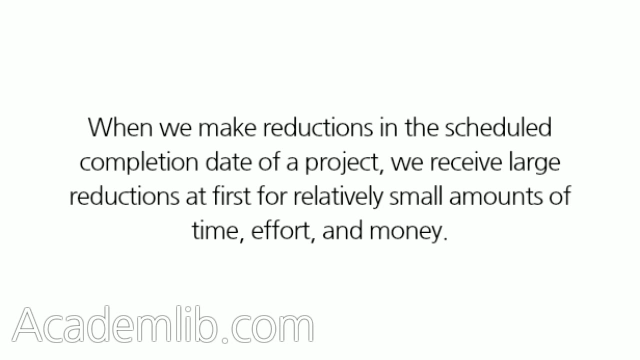 When we make reductions in the scheduled
completion date of a project, we receive large
reductions at first for relatively small amounts of
time, effort, and money.
Academlib.com